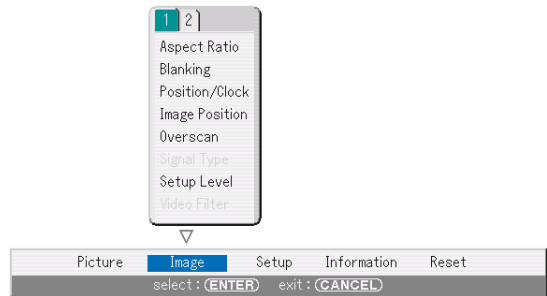 1 2
Aspect Ratio
Blanking
Position/Clock
Image Position
Overscan
Signal Type
Setup Level
Video Filter
Picture Image Setup Information Reset
select : ENTER exit : CANCEL